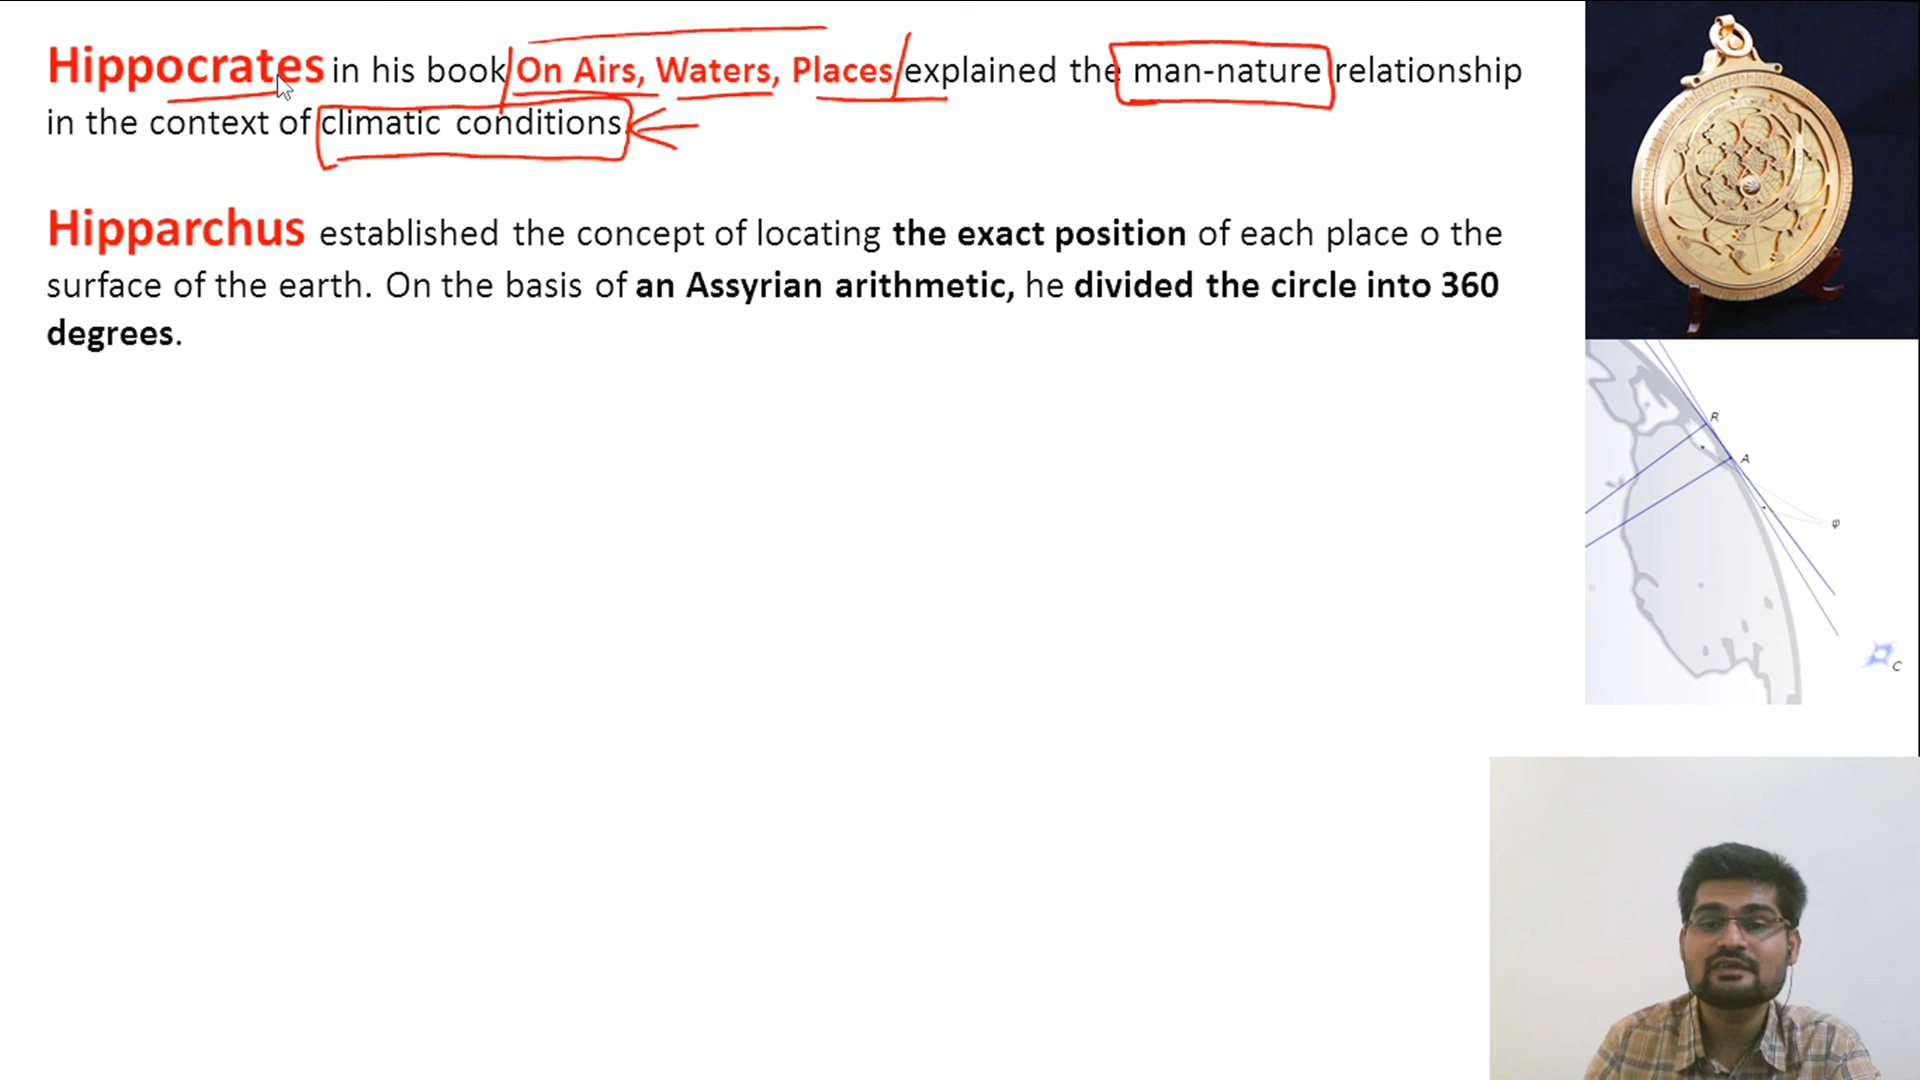 Hippocrates in his book On Airs, Waters, Places explained the man-nature relationship
in the context of climatic conditions.
Hipparchus established the concept of locating the exact position of each place o the
surface of the earth. On the basis of an Assyrian arithmetic, he divided the circle into 360
degrees.
R
A
φ
C